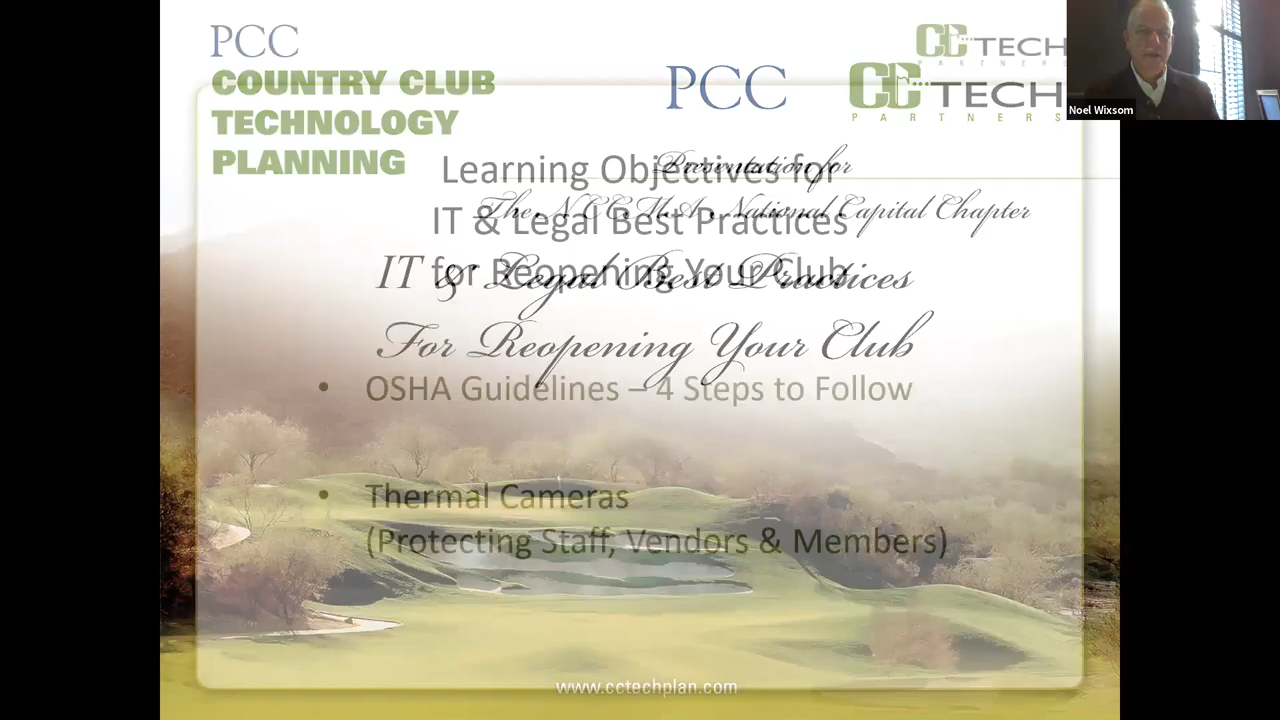 PCC
COUNTRY CLUB
TECHNOLOGY
PLANNING
CC TECH
PARTNERS
PCC
CC TECH
PARTNERS
Noel Wixsom
Presentation for
The NCCMA National Capital Chapter
IT & Legal Best Practices
For Reopening Your Club
Learning Objectives for
IT & Legal Best Practices
for Reopening Your Club
• OSHA Guidelines – 4 Steps to Follow
• Thermal Cameras
(Protecting Staff, Vendors & Members)
www.cctechplan.com